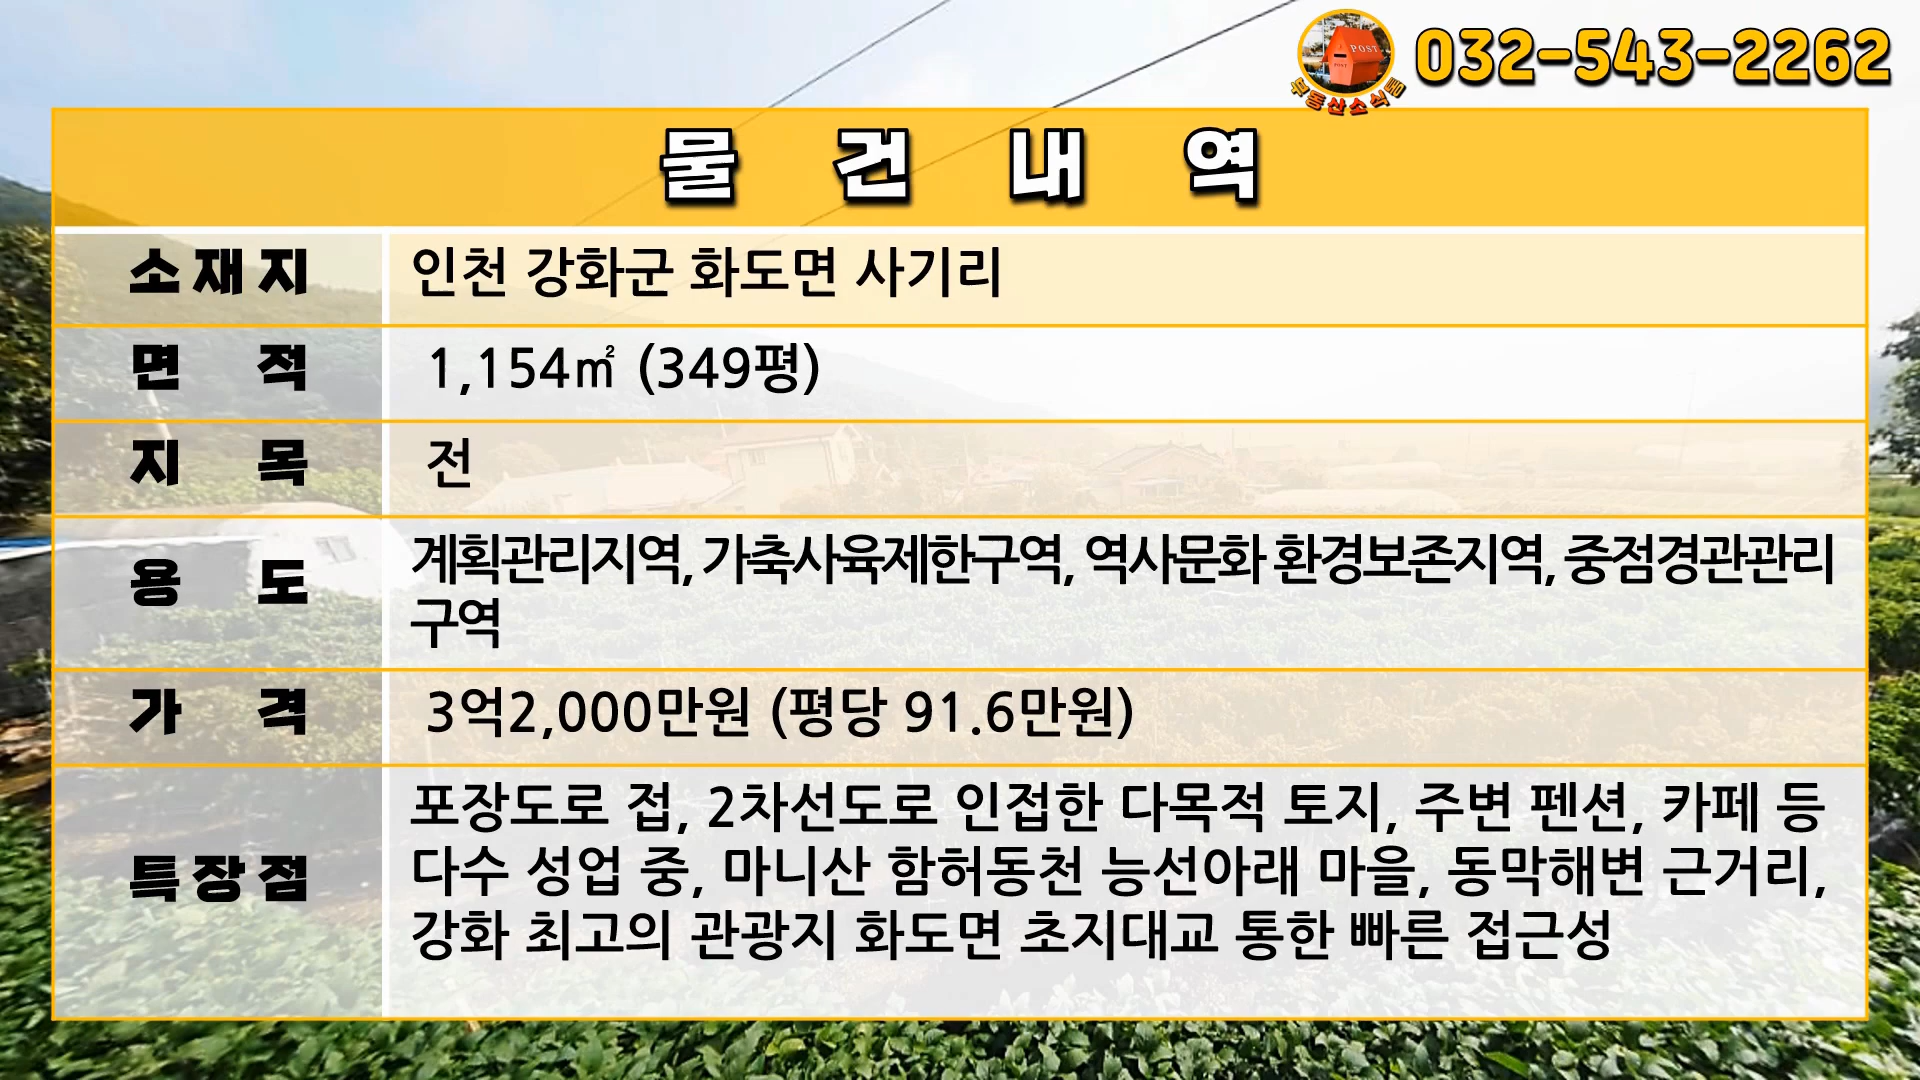 POST
POST
부동산소식통
032-543-2262
물 건 내 역
소재지
인천 강화군 화도면 사기리
면 적
1,154㎡ (349평)
지 목
전
용 도
계획관리지역, 가축사육제한구역, 역사문화 환경보존지역, 중점경관관리
구역
가 격
3억2,000만원 (평당 91.6만원)
특장점
포장도로 접, 2차선도로 인접한 다목적 토지, 주변 펜션, 카페 등
다수 성업 중, 마니산 함허동천 능선아래 마을, 동막해변 근거리,
강화 최고의 관광지 화도면 초지대교 통한 빠른 접근성